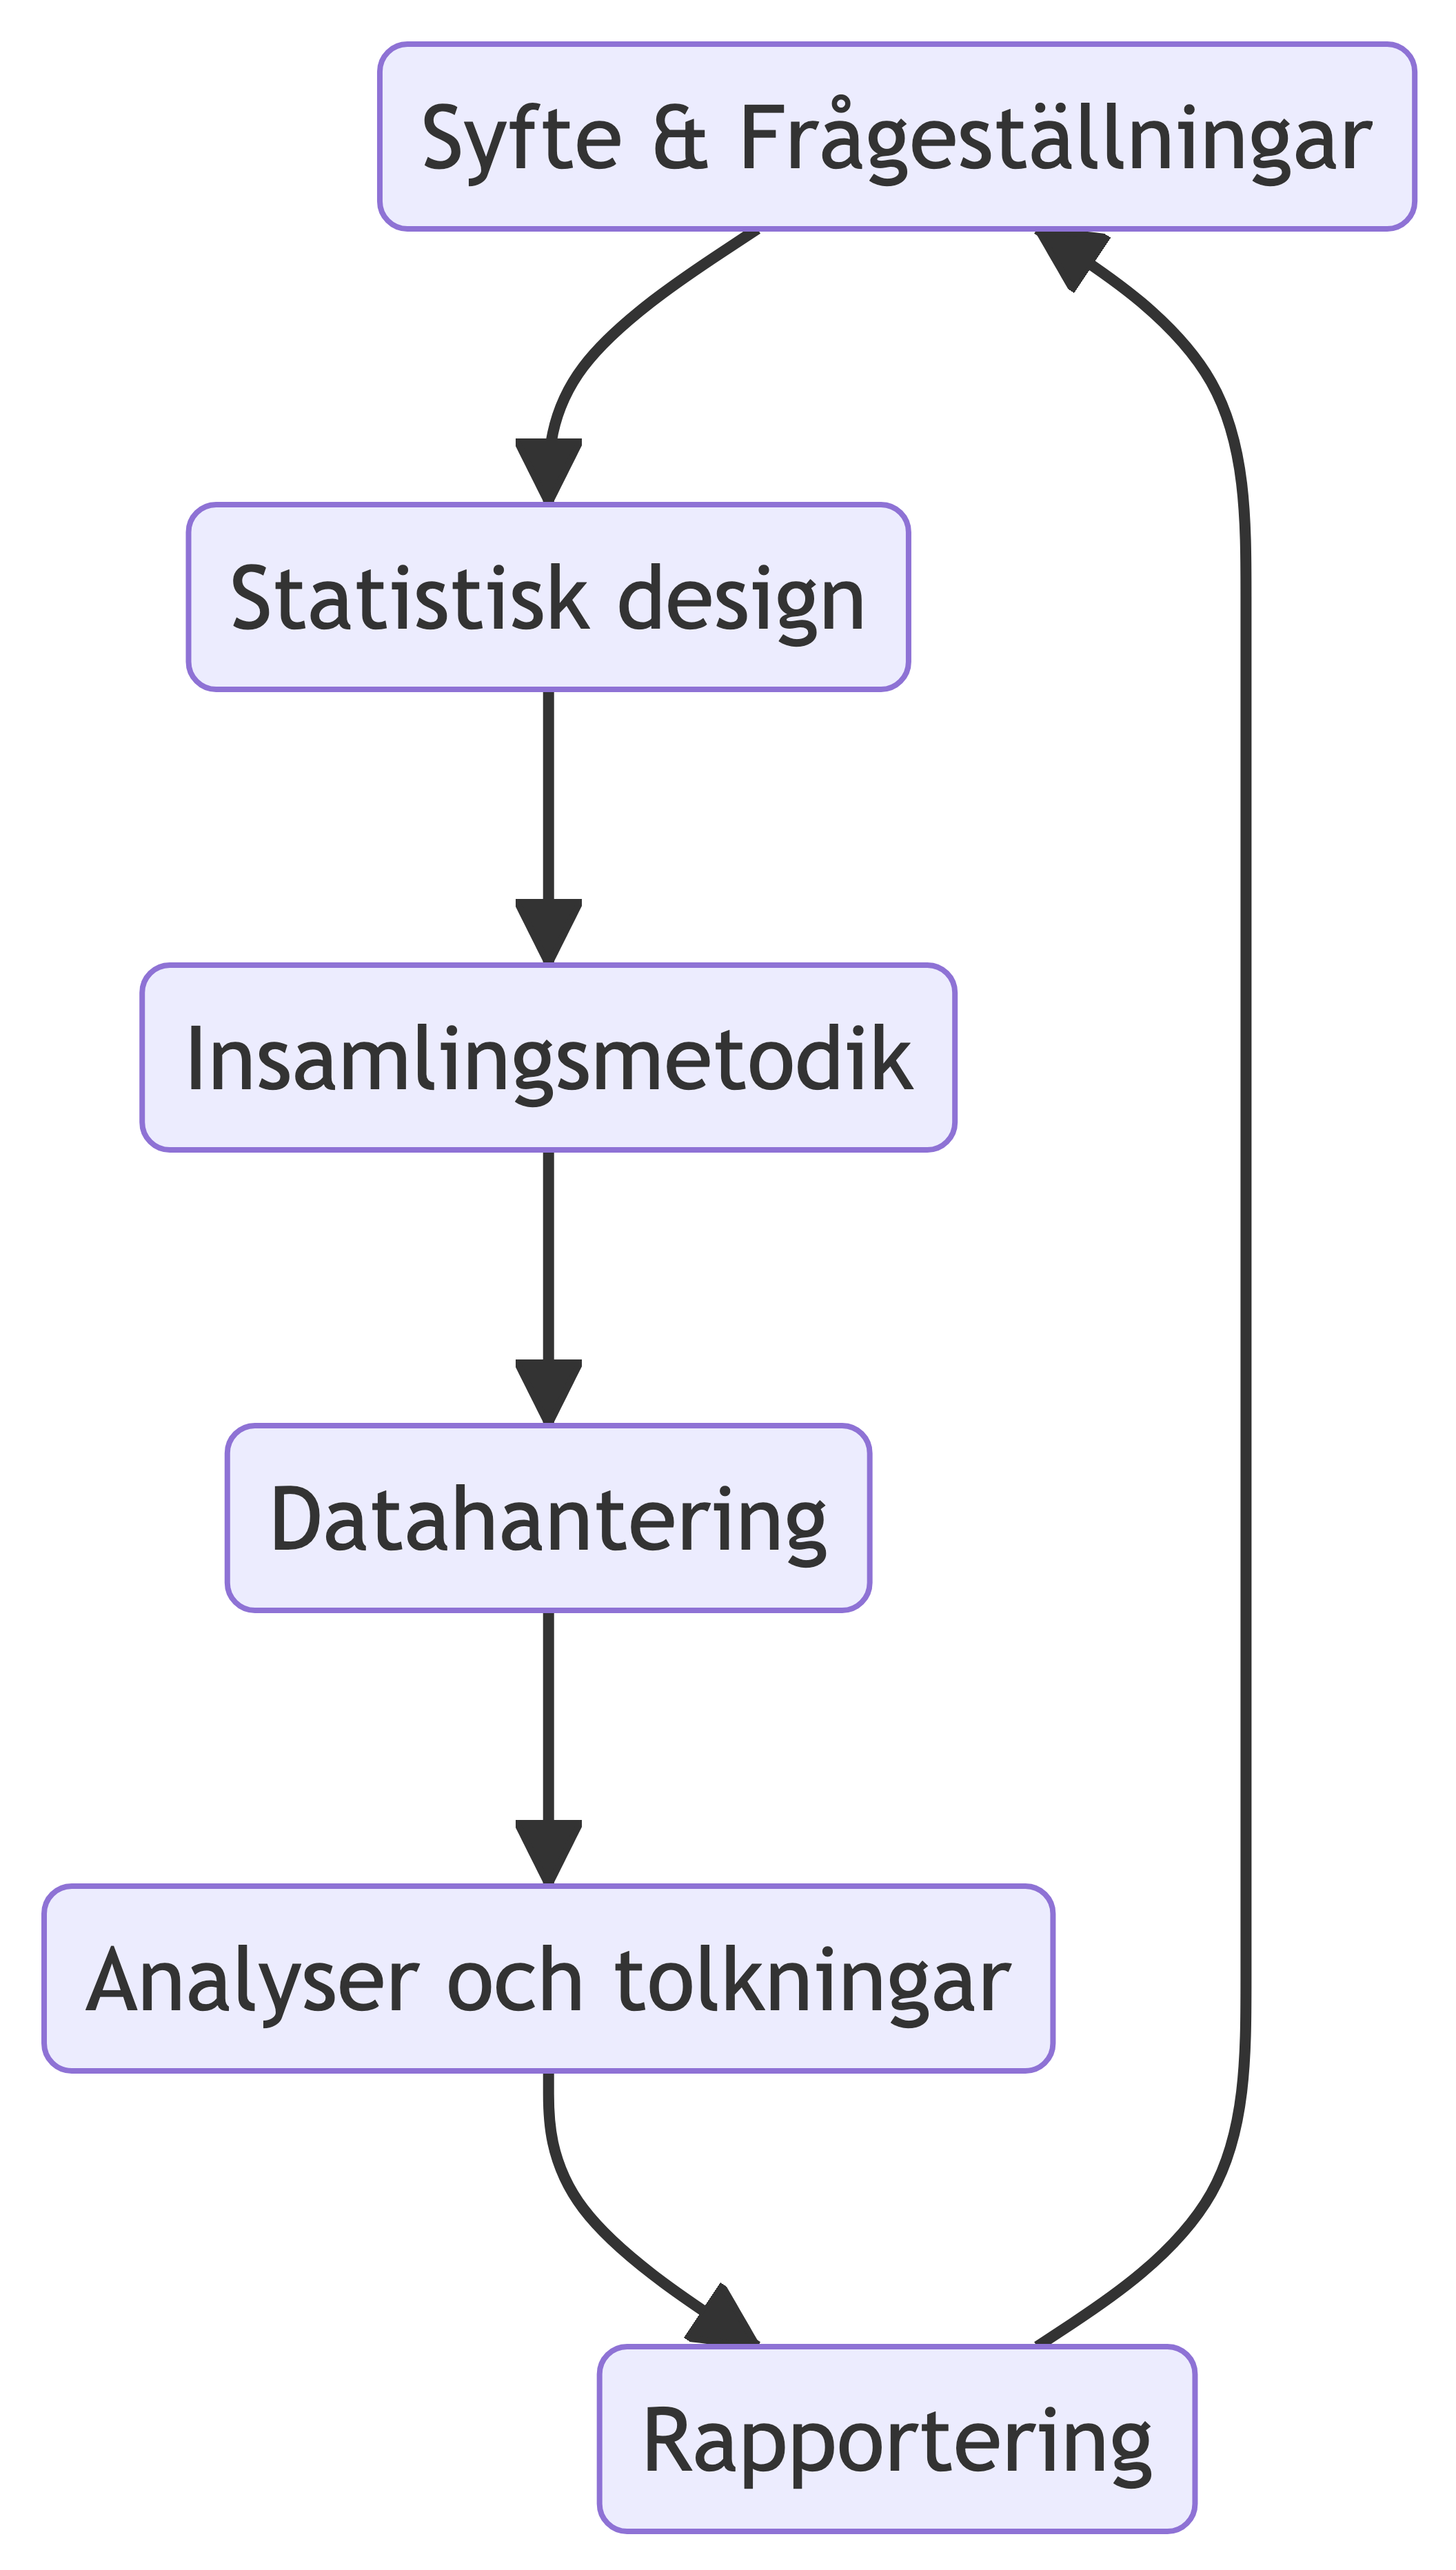 Syfte & Frågeställningar
Statistisk design
Insamlingsmetodik
Datahantering
Analyser och tolkningar
Rapportering